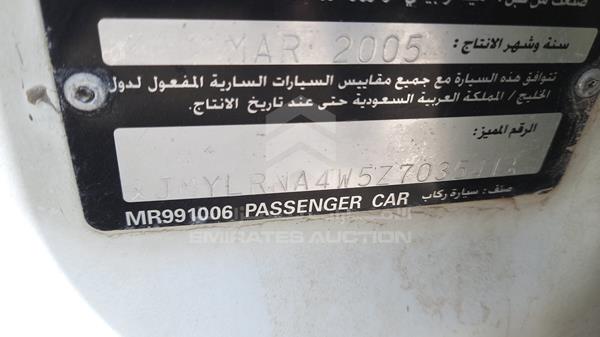 سنة وشهر الانتاج :
MAR 2005
تتوافق هذه السيارة مع جميع مقاييس السيارات السارية المفعول لدول
الخليج / المملكة العربية السعودية حتى عند تاريخ الانتاج.
الرقم المميز:
صنف : سيارة ركاب
MR991006 PASSENGER CAR
EMIRATES AUCTION